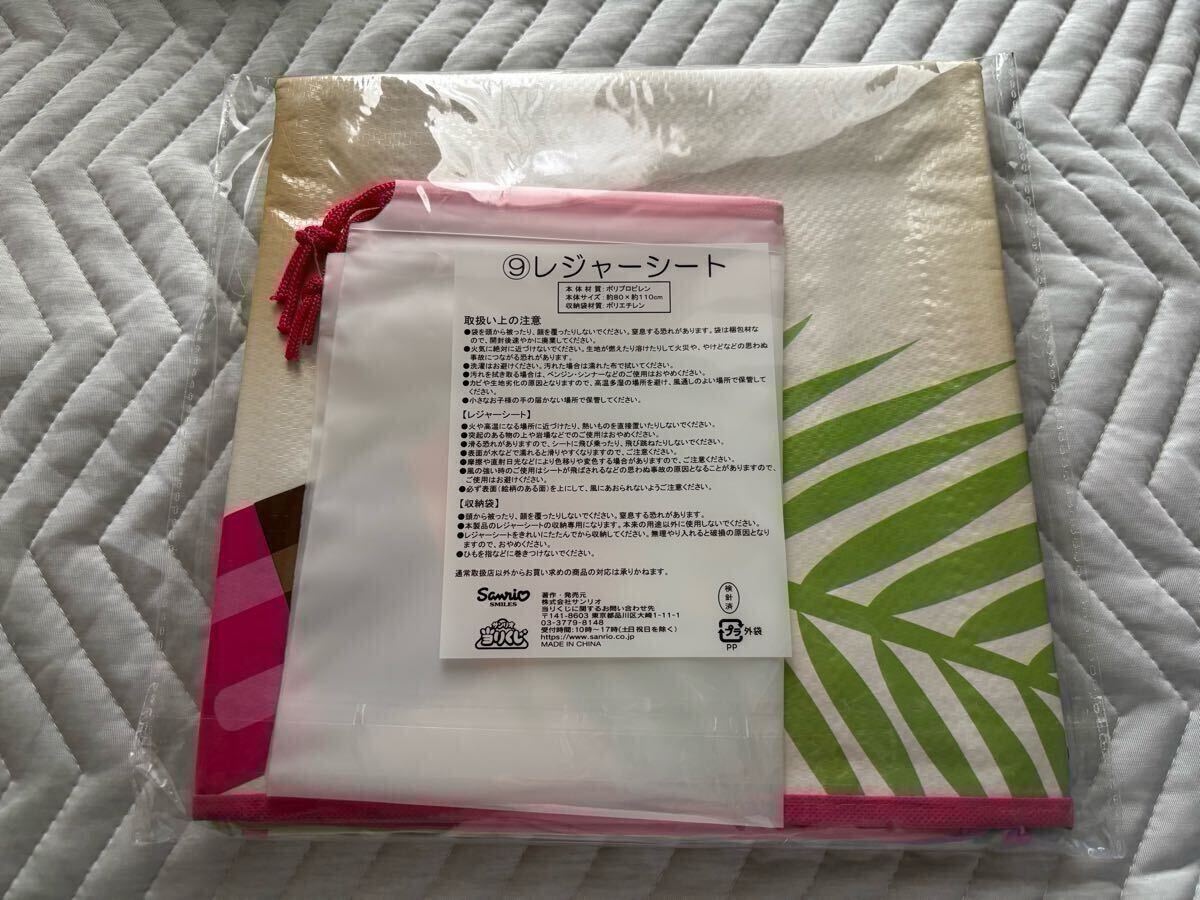 ⑨レジャーシート
本体材質:ポリプロピレン
本体サイズ:約80×約110cm
収納袋材質:ポリエチレン
取扱い上の注意
●袋を頭から被ったり、顔を覆ったりしないでください。窒息する恐れがあります。袋は梱包材な
ので、開封後速やかに廃棄してください。
●火気に絶対に近づけないでください。生地が燃えたり溶けたりして火災や、やけどなどの思わぬ
事故につながる恐れがあります。
●洗濯はお避けください。汚れた場合は濡れた布で拭いてください。
●汚れを拭き取る場合は、ベンジン・シンナーなどのご使用はおやめください。
●カビや生地劣化の原因となりますので、高温多湿の場所を避け、風通しのよい場所で保管して
ください。
●小さなお子様の手の届かない場所で保管してください。
【レジャーシート】
●火や高温になる場所に近づけたり、熱いものを直接置いたりしないでください。
●突起のある物の上や岩場などでのご使用はおやめください。
●滑る恐れがありますので、シートに飛び乗ったり、飛び跳ねたりしないでください。
●表面が水などで濡れると滑りやすくなりますので、ご注意ください。
●摩擦や直射日光などにより色移りや変色する場合がありますので、ご注意ください。
●風の強い時のご使用はシートが飛ばされるなどの思わぬ事故の原因となることがありますので、
ご使用はお避けください。
●必ず表面(絵柄のある面)を上にして、風にあおられないようご注意ください。
【収納袋】
●頭から被ったり、顔を覆ったりしないでください。窒息する恐れがあります。
●本製品のレジャーシートの収納専用になります。本来の用途以外に使用しないでください。
●レジャーシートをきれいにたたんでから収納してください。無理やり入れると破損の原因となり
ますので、おやめください。
●ひもを指などに巻きつけないでください。
通常取扱店以外からお買い求めの商品の対応は承りかねます。
Sanrio
SMILES
サンリオ
当りくじ
著作・発売元
株式会社サンリオ
当りくじに関するお問い合わせ先
〒141-8603 東京都品川区大崎1-11-1
03-3779-8148
受付時間:10時～17時(土日祝日を除く)
https://www.sanrio.co.jp
MADE IN CHINA
検
針
済
プラ 外袋
PP